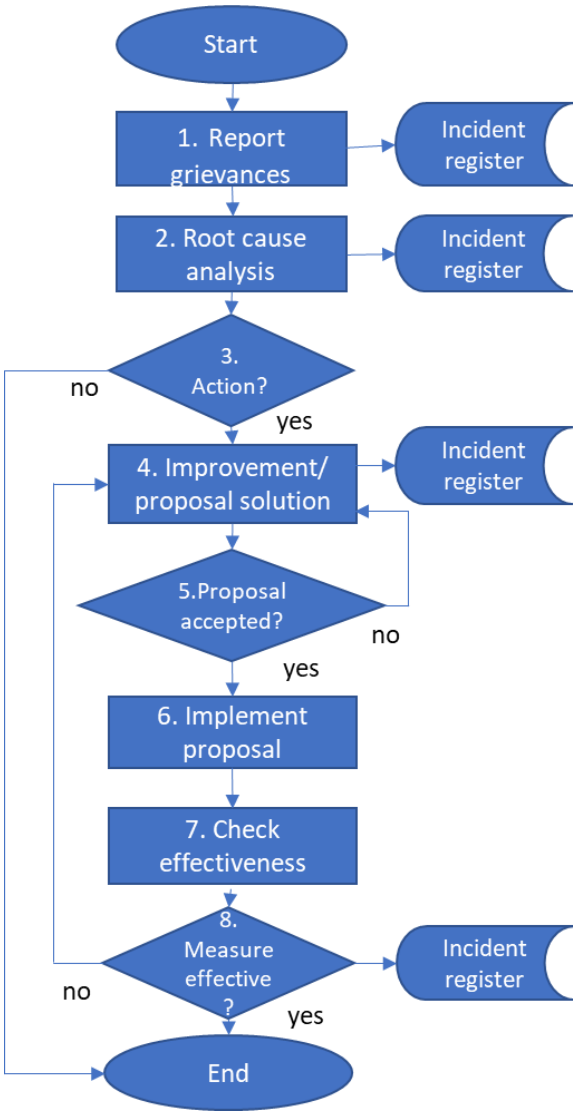 Start
1. Report
grievances
Incident
register
2. Root cause
analysis
Incident
register
3.
Action?
no
yes
4. Improvement/
proposal solution
Incident
register
5.Proposal
accepted?
no
yes
6. Implement
proposal
7. Check
effectiveness
8.
Measure
effective
?
Incident
register
no
yes
End